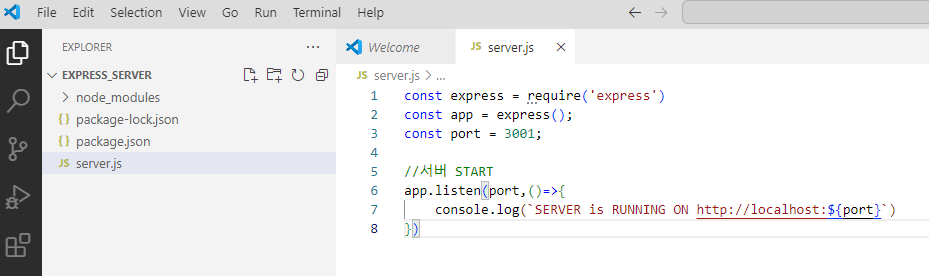 File Edit Selection View Go Run Terminal Help
EXPLORER
EXPRESS_SERVER
node_modules
{} package-lock.json
{} package.json
JS server.js
Welcome
JS server.js
JS server.js > ...
1 const express = require('express')
2 const app = express();
3 const port = 3001;
4
5 //서버 START
6 app.listen(port,()=>{
7 console.log(`SERVER is RUNNING ON http://localhost:${port}`)
8 })